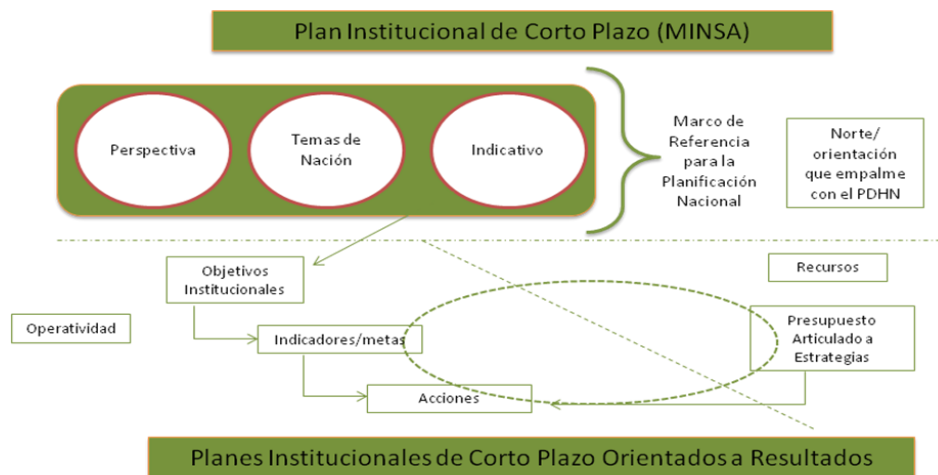 Plan Institucional de Corto Plazo (MINSA)
Perspectiva
Temas de
Nación
Indicativo
Marco de
Referencia
para la
Planificación
Nacional
Norte/
orientación
que empalme
con el PDHN
Objetivos
Institucionales
Recursos
Operatividad
Indicadores/metas
Presupuesto
Articulado a
Estrategias
Acciones
Planes Institucionales de Corto Plazo Orientados a Resultados